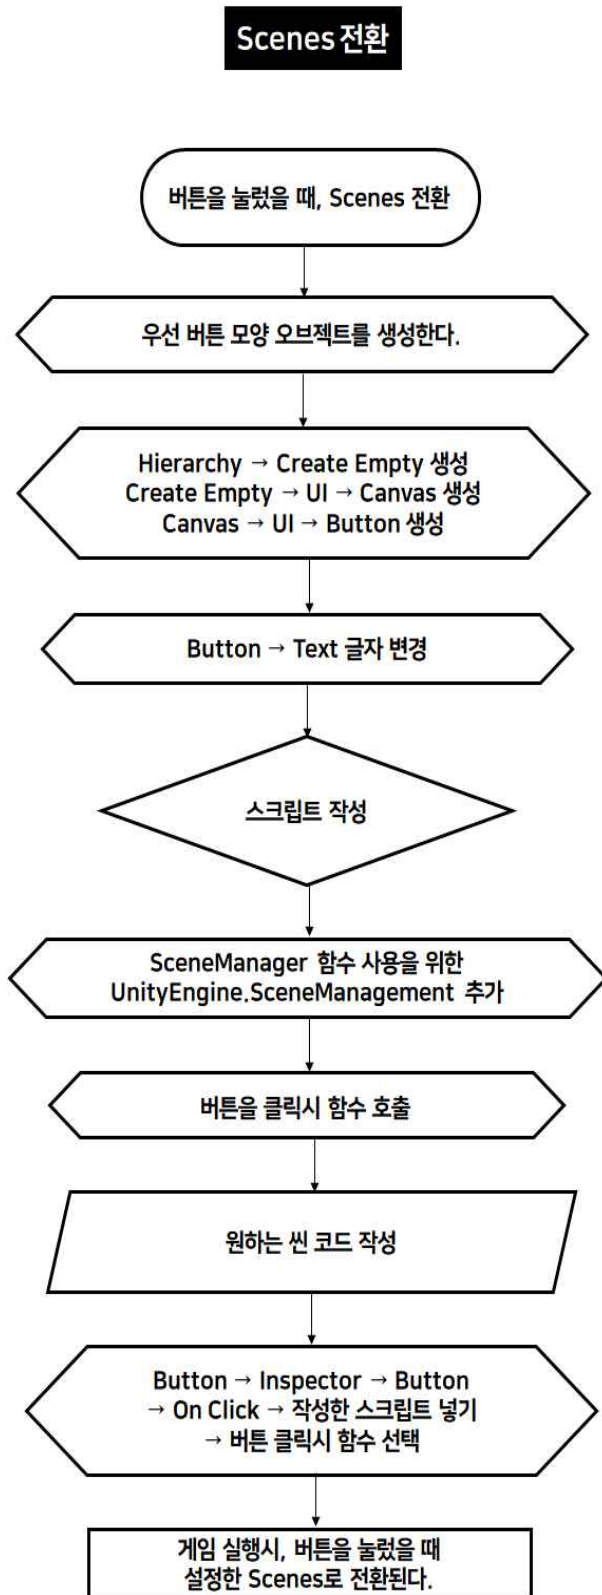 Scenes 전환
버튼을 눌렀을 때, Scenes 전환
우선 버튼 모양 오브젝트를 생성한다.
Hierarchy → Create Empty 생성
Create Empty → UI → Canvas 생성
Canvas → UI → Button 생성
Button → Text 글자 변경
스크립트 작성
SceneManager 함수 사용을 위한
UnityEngine.SceneManagement 추가
버튼을 클릭시 함수 호출
원하는 씬 코드 작성
Button → Inspector → Button
→ On Click → 작성한 스크립트 넣기
→ 버튼 클릭시 함수 선택
게임 실행시, 버튼을 눌렀을 때
설정한 Scenes로 전환된다.